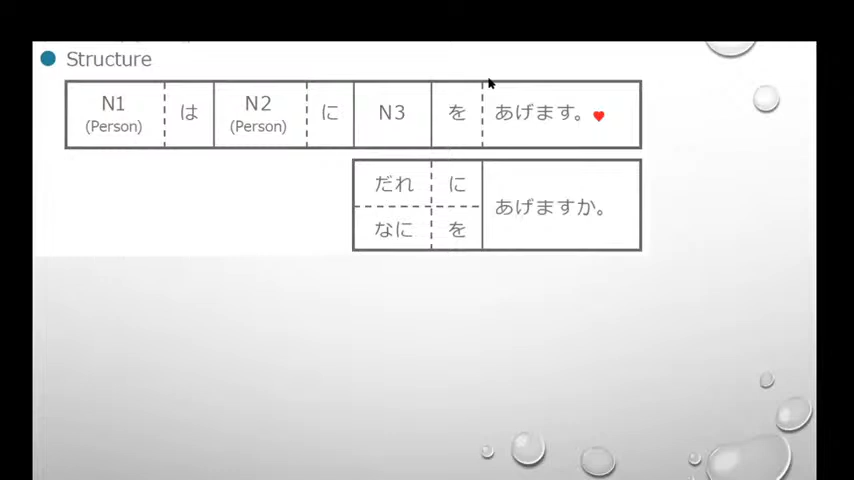 Structure
N1 は N2 に N3 を あげます。
(Person) (Person)
だれ に
あげますか。
なに を